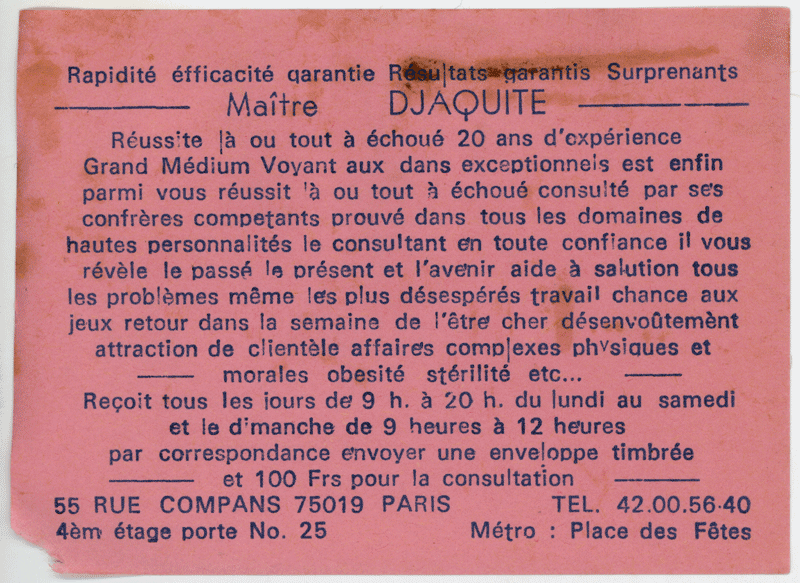 Rapidité éfficacité garantie Résultats garantis Surprenants
Maître DJAQUITE
Réussite là ou tout à échoué 20 ans d'expérience
Grand Médium Voyant aux dans exceptionnels est enfin
parmi vous réussit là ou tout à échoué consulté par ses
confrères competants prouvé dans tous les domaines de
hautes personnalités le consultant en toute confiance il vous
révèle le passé le présent et l'avenir aide à salution tous
les problèmes même les plus désespérés travail chance aux
jeux retour dans la semaine de l'être cher désenvoûtemènt
attraction de clientèle affaires complexes physiques et
morales obesité stérilité etc...
Reçoit tous les jours de 9 h. à 20 h. du lundi au samedi
et le dimanche de 9 heures à 12 heures
par correspondance envoyer une enveloppe timbrée
et 100 Frs pour la consultation
55 RUE COMPANS 75019 PARIS TEL. 42.00.56.40
4èm étage porte No. 25 Métro : Place des Fêtes